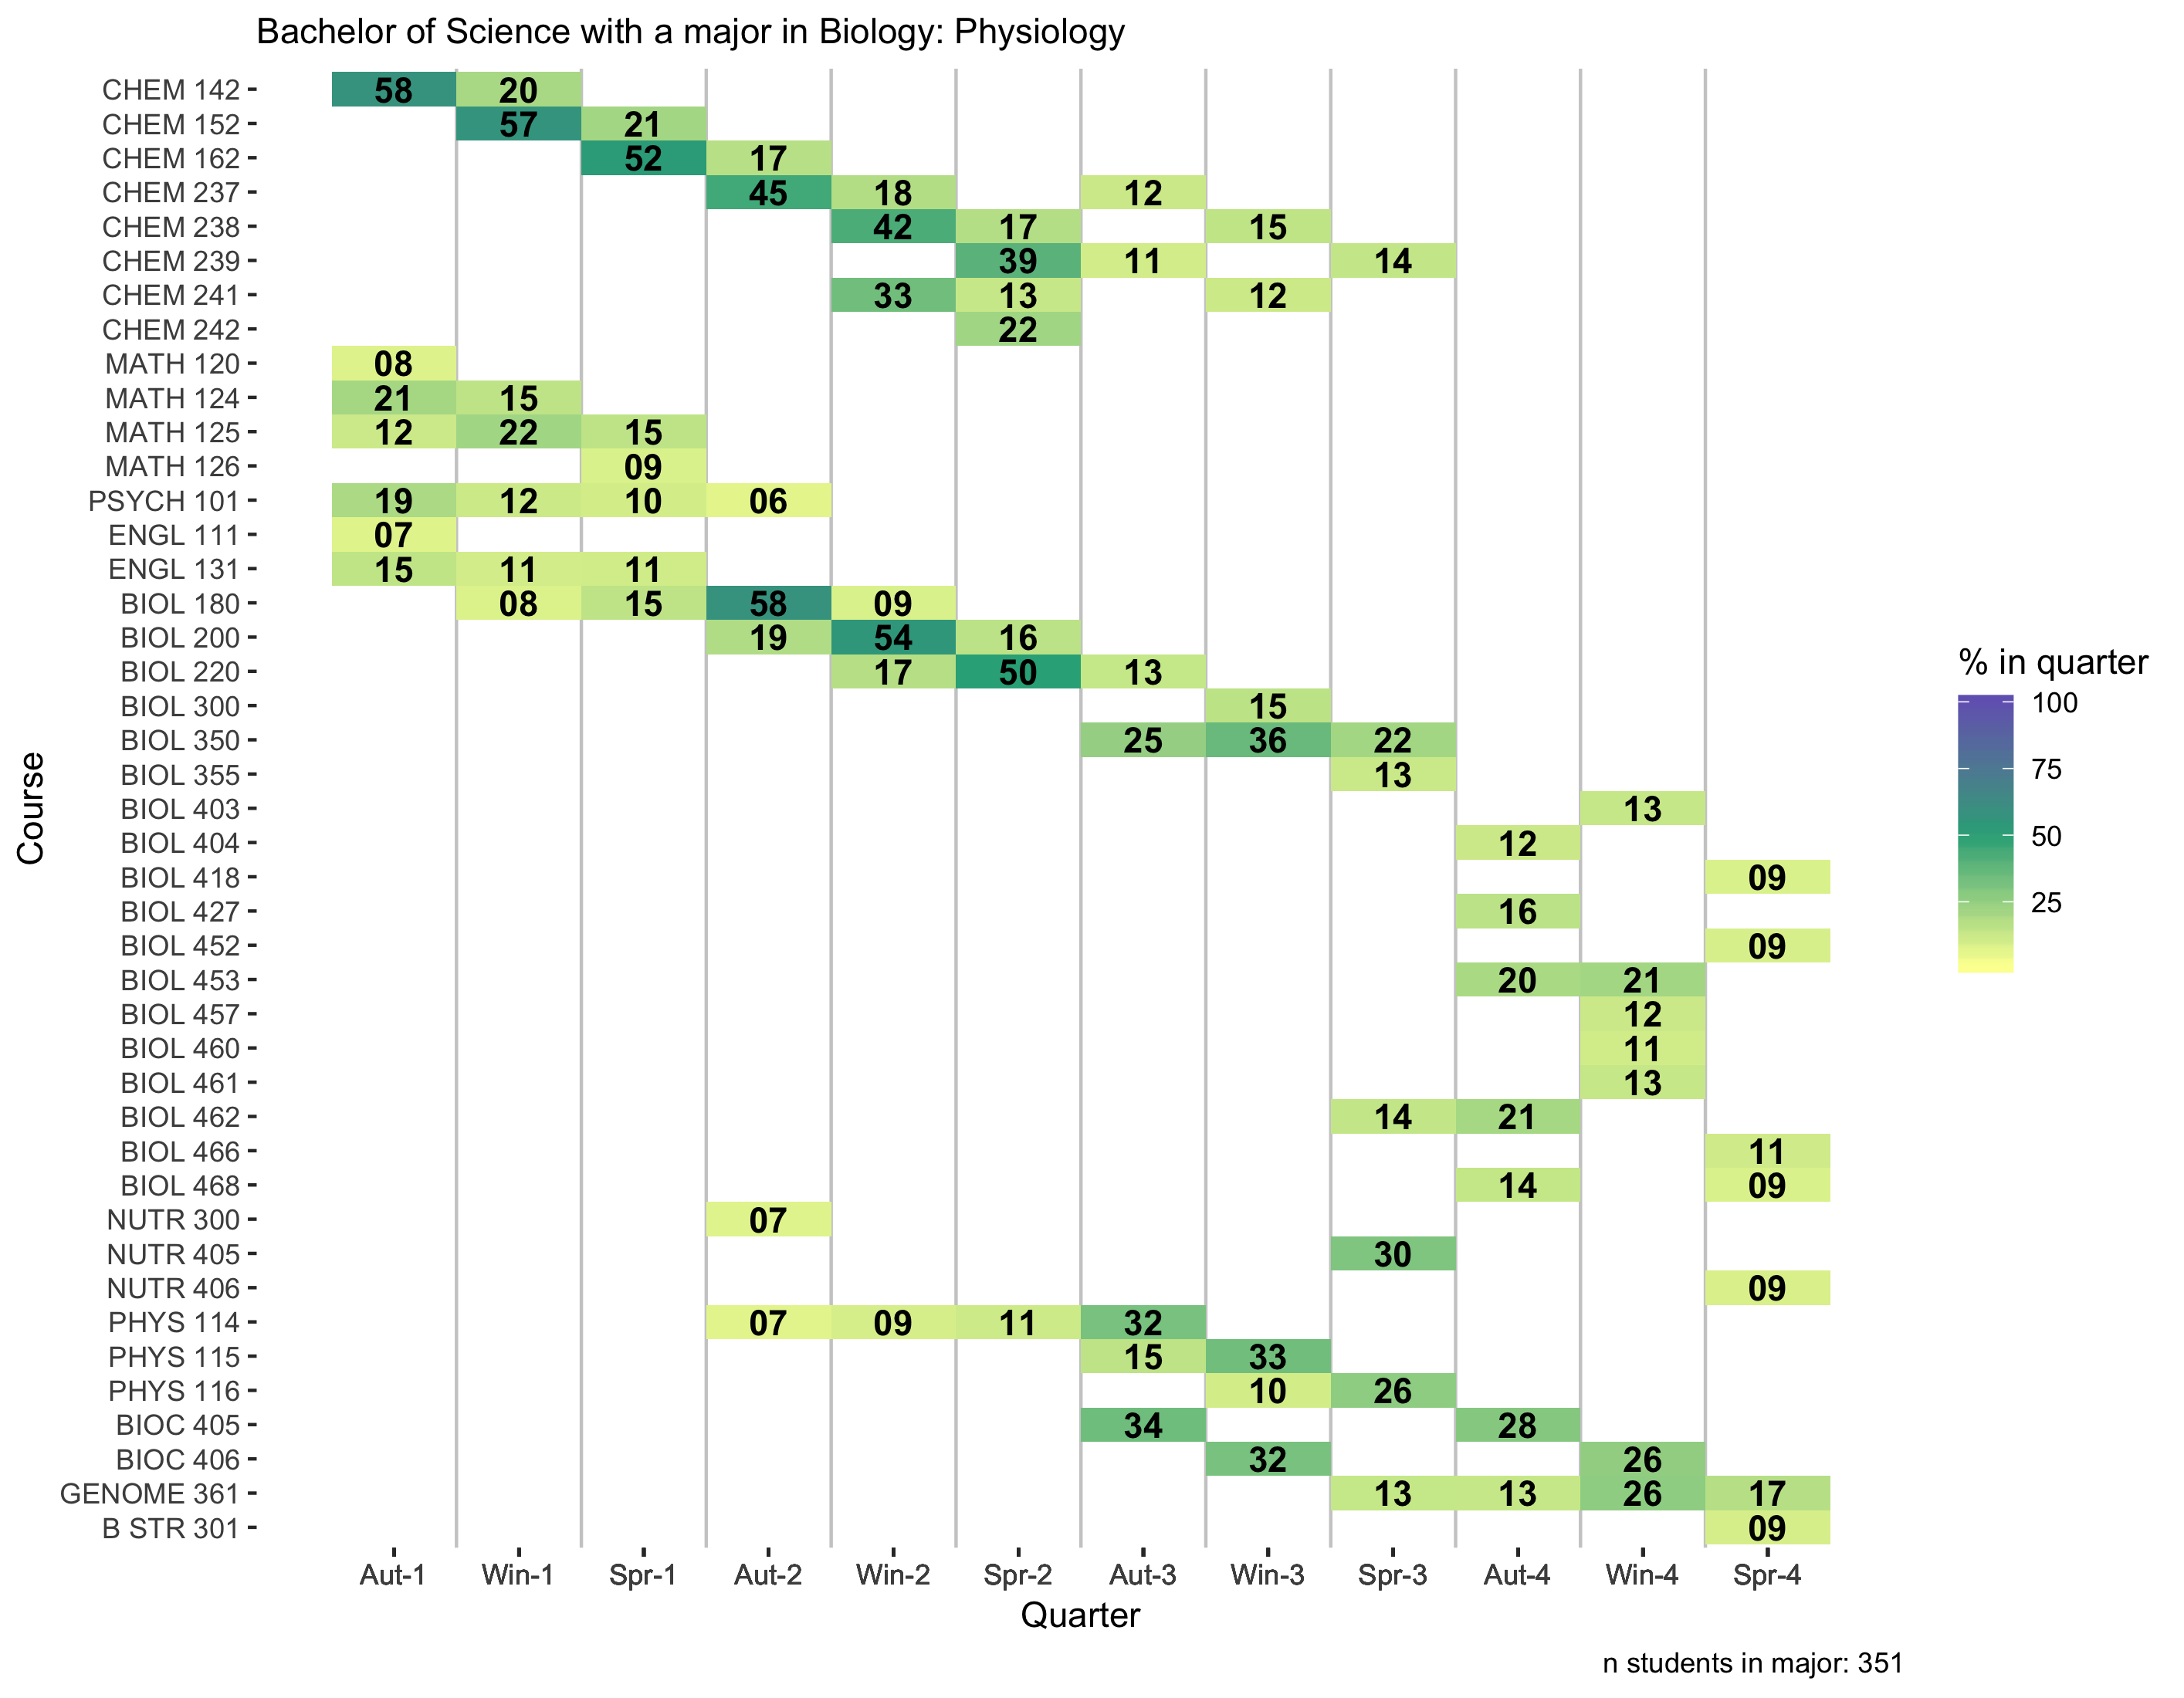 Bachelor of Science with a major in Biology: Physiology
CHEM 142 58 20
CHEM 152 57 21
CHEM 162 52 17
CHEM 237 45 18 12
CHEM 238 42 17 15
CHEM 239 39 11 14
CHEM 241 33 13 12
CHEM 242 22
MATH 120 08
MATH 124 21 15
MATH 125 12 22 15
MATH 126 09
PSYCH 101 19 12 10 06
ENGL 111 07
ENGL 131 15 11 11
BIOL 180 08 15 58 09
BIOL 200 19 54 16
BIOL 220 17 50 13
BIOL 300 15
BIOL 350 25 36 22
BIOL 355 13
BIOL 403 13
BIOL 404 12
BIOL 418 09
BIOL 427 16
BIOL 452 09
BIOL 453 20 21
BIOL 457 12
BIOL 460 11
BIOL 461 13
BIOL 462 14 21
BIOL 466 11
BIOL 468 14 09
NUTR 300 07
NUTR 405 30
NUTR 406 09
PHYS 114 07 09 11 32
PHYS 115 15 33
PHYS 116 10 26
BIOC 405 34 28
BIOC 406 32 26
GENOME 361 13 13 26 17
B STR 301 09
Aut-1 Win-1 Spr-1 Aut-2 Win-2 Spr-2 Aut-3 Win-3 Spr-3 Aut-4 Win-4 Spr-4
Quarter
Course
% in quarter
100
75
50
25
n students in major: 351